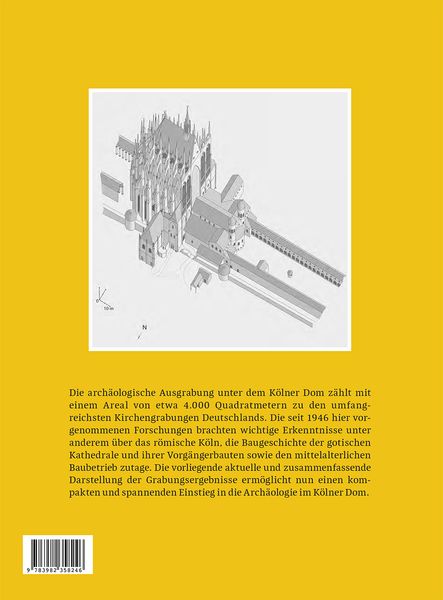 0
10 m
N
Die archäologische Ausgrabung unter dem Kölner Dom zählt mit
einem Areal von etwa 4.000 Quadratmetern zu den umfang-
reichsten Kirchengrabungen Deutschlands. Die seit 1946 hier vor-
genommenen Forschungen brachten wichtige Erkenntnisse unter
anderem über das römische Köln, die Baugeschichte der gotischen
Kathedrale und ihrer Vorgängerbauten sowie den mittelalterlichen
Baubetrieb zutage. Die vorliegende aktuelle und zusammenfassende
Darstellung der Grabungsergebnisse ermöglicht nun einen kom-
pakten und spannenden Einstieg in die Archäologie im Kölner Dom.
9 783982 358246